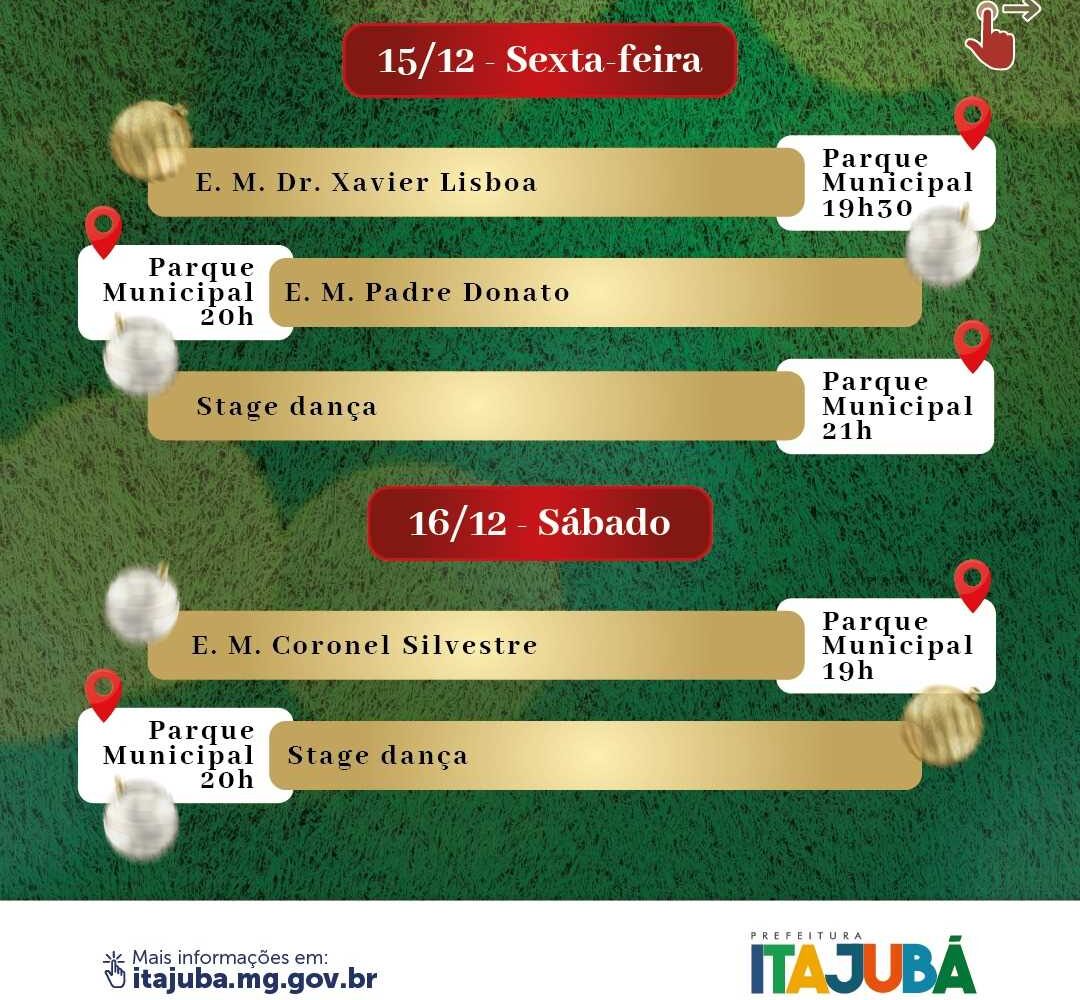 15/12 - Sexta-feira
E. M. Dr. Xavier Lisboa
Parque
Municipal
19h30
Parque
Municipal
20h
E. M. Padre Donato
Stage dança
Parque
Municipal
21h
16/12 - Sábado
E. M. Coronel Silvestre
Parque
Municipal
19h
Parque
Municipal
20h
Stage dança
Mais informações em:
itajuba.mg.gov.br
PREFEITURA
ITAJUBÁ